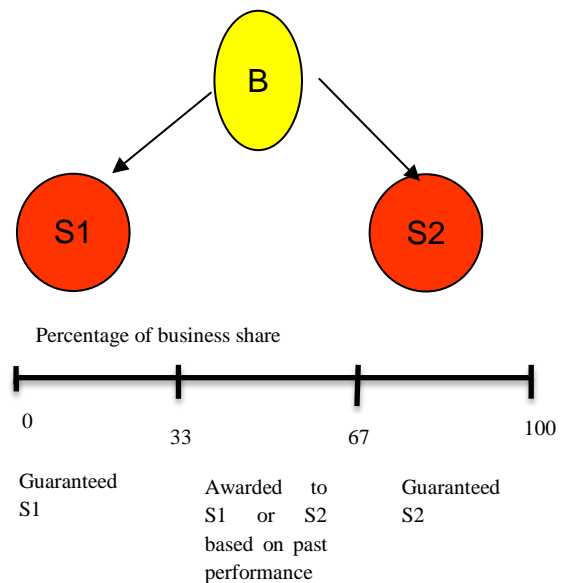 B
S1
S2
Percentage of business share
0
33
67
100
Guaranteed
S1
Awarded to
S1 or S2
based on past
performance
Guaranteed
S2